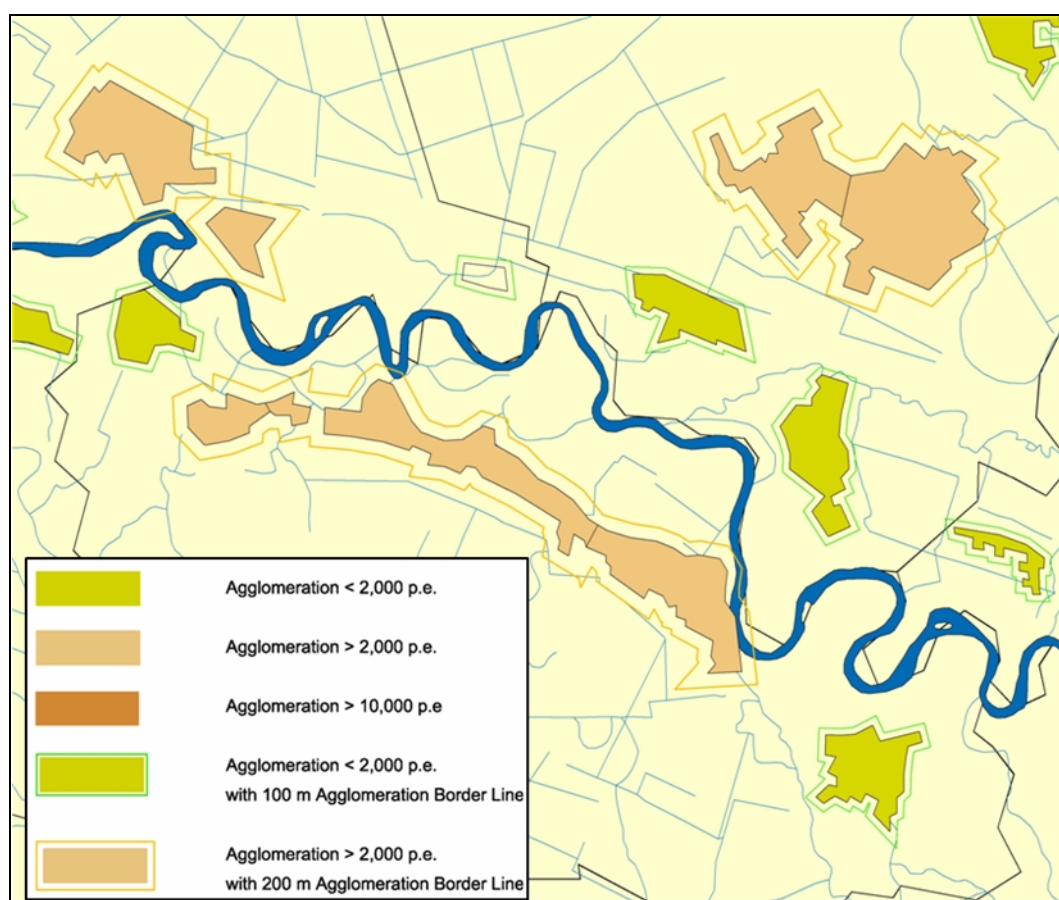 Agglomeration < 2,000 p.e.
Agglomeration > 2,000 p.e.
Agglomeration > 10,000 p.e
Agglomeration < 2,000 p.e.
with 100 m Agglomeration Border Line
Agglomeration > 2,000 p.e.
with 200 m Agglomeration Border Line